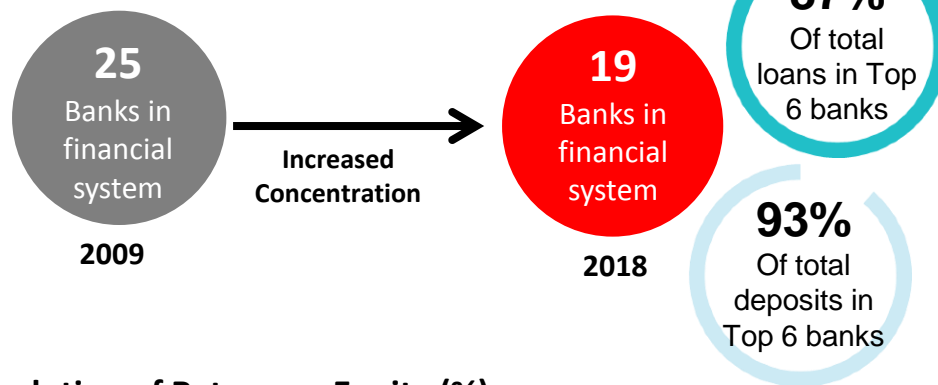 25
Banks in
financial
system
2009
Increased
Concentration
19
Banks in
financial
system
2018
Of total
loans in Top
6 banks
93%
Of total
deposits in
Top 6 banks
Equity (%)